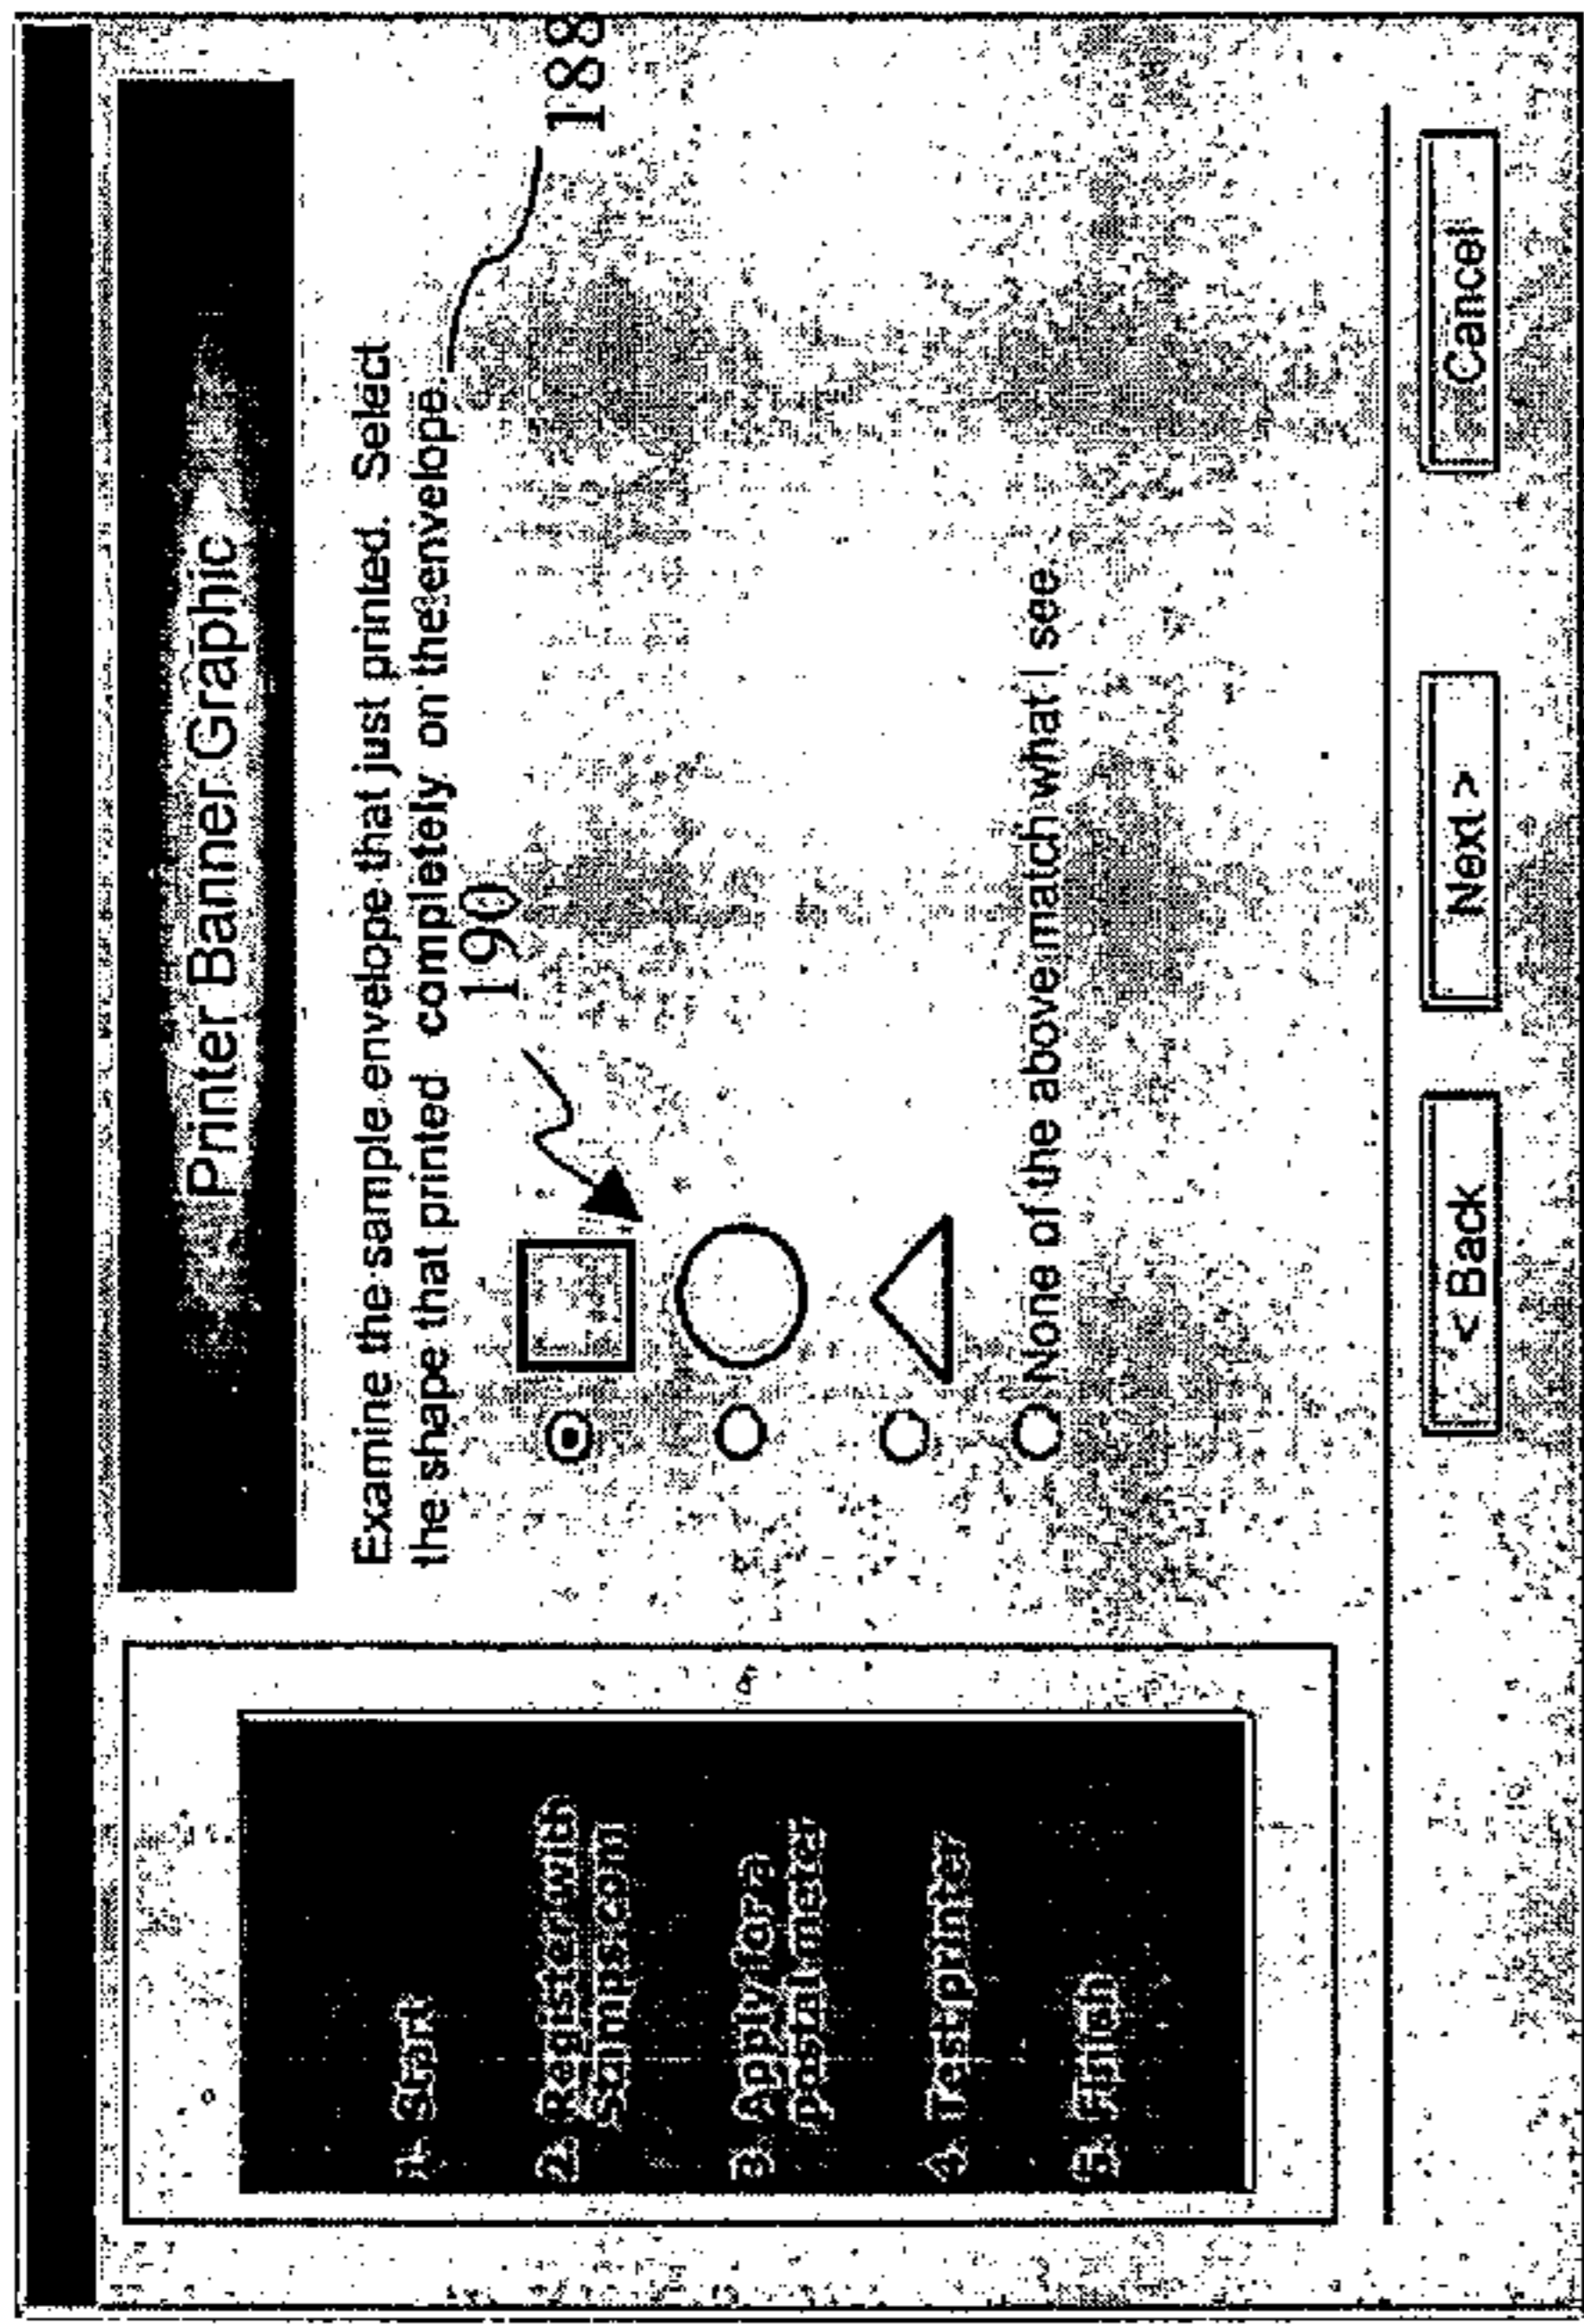 Printer Banner Graphic
Examine the sample envelope that just printed. Select
the shape that printed completely on the envelope.
188
190
None of the above match what I see.
1. Start
2. Register with
Stamps.com
3. Apply for a
postal meter
4. Test printer
5. Finish
< Back
Next >
Cancel